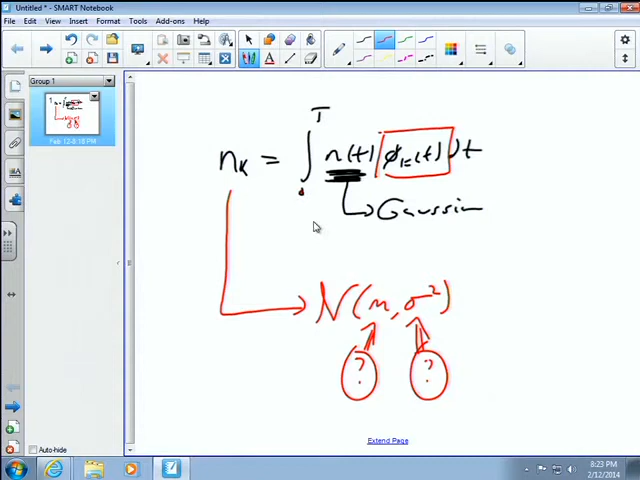 Untitled * - SMART Notebook
File Edit View Insert Format Tools Add-ons Help
Group 1
Feb 12-8:18 PM
T
n_k = ∫ n(t) φ_k(t) dt
Gaussian
N(m, σ²)
? ?
Extend Page
Auto-hide
8:23 PM
2/12/2014